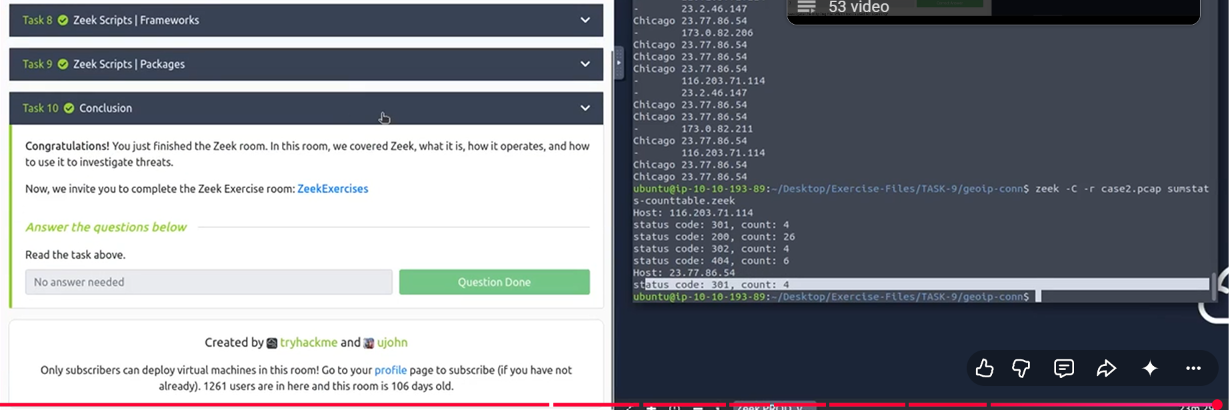 Task 8 Zeek Scripts | Frameworks
Task 9 Zeek Scripts | Packages
Task 10 Conclusion
Congratulations! You just finished the Zeek room. In this room, we covered Zeek, what it is, how it operates, and how
to use it to investigate threats.
Now, we invite you to complete the Zeek Exercise room: ZeekExercises
Answer the questions below
Read the task above.
No answer needed
Question Done
Created by tryhackme and ujohn
Only subscribers can deploy virtual machines in this room! Go to your profile page to subscribe (if you have not
already). 1261 users are in here and this room is 106 days old.
53 video
- 23.2.46.147
Chicago 23.77.86.54
- 173.0.82.206
Chicago 23.77.86.54
Chicago 23.77.86.54
Chicago 23.77.86.54
- 116.203.71.114
- 23.2.46.147
Chicago 23.77.86.54
Chicago 23.77.86.54
- 173.0.82.211
Chicago 23.77.86.54
- 116.203.71.114
Chicago 23.77.86.54
Chicago 23.77.86.54
ubuntu@ip-10-10-193-89:~/Desktop/Exercise-Files/TASK-9/geoip-conn$ zeek -C -r case2.pcap sumstat
s-counttable.zeek
Host: 116.203.71.114
status code: 301, count: 4
status code: 200, count: 26
status code: 302, count: 4
status code: 404, count: 6
Host: 23.77.86.54
status code: 301, count: 4
ubuntu@ip-10-10-193-89:~/Desktop/Exercise-Files/TASK-9/geoip-conn$